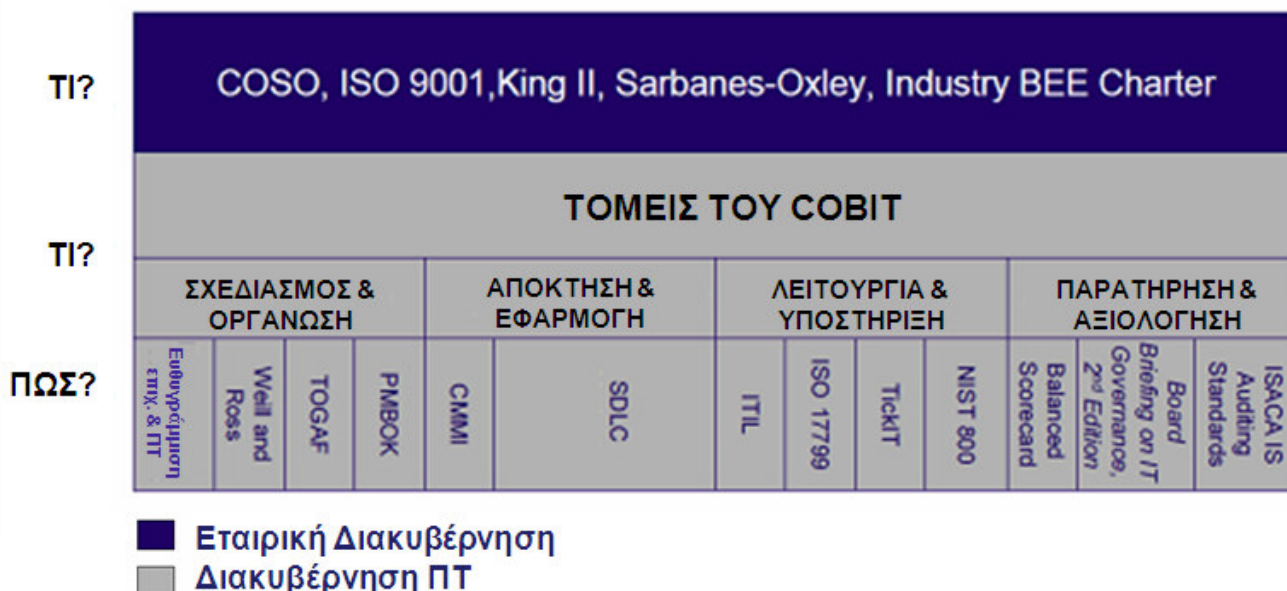 ΤΙ?
COSO, ISO 9001,King II, Sarbanes-Oxley, Industry BEE Charter
ΤΟΜΕΙΣ ΤΟΥ COBIT
ΤΙ?
ΣΧΕΔΙΑΣΜΟΣ &
ΟΡΓΑΝΩΣΗ
ΑΠΟΚΤΗΣΗ &
ΕΦΑΡΜΟΓΗ
ΛΕΙΤΟΥΡΓΙΑ &
ΥΠΟΣΤΗΡΙΞΗ
ΠΑΡΑΤΗΡΗΣΗ &
ΑΞΙΟΛΟΓΗΣΗ
ΠΩΣ?
Ευθυγράμμιση
επιχ. & ΠΤ
Weill and
Ross
TOGAF
PMBOK
CMMI
SDLC
ITIL
ISO 17799
TickIT
NIST 800
Balanced
Scorecard
Board
Briefing on IT
Governance,
2nd Edition
ISACA IS
Auditing
Standards
Εταιρική Διακυβέρνηση
Διακυβέρνηση ΠΤ